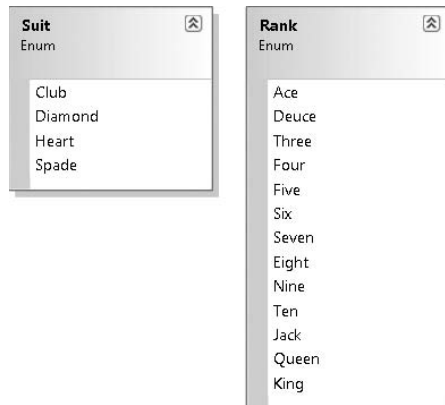 Suit
Enum
Club
Diamond
Heart
Spade
Rank
Enum
Ace
Deuce
Three
Four
Five
Six
Seven
Eight
Nine
Ten
Jack
Queen
King